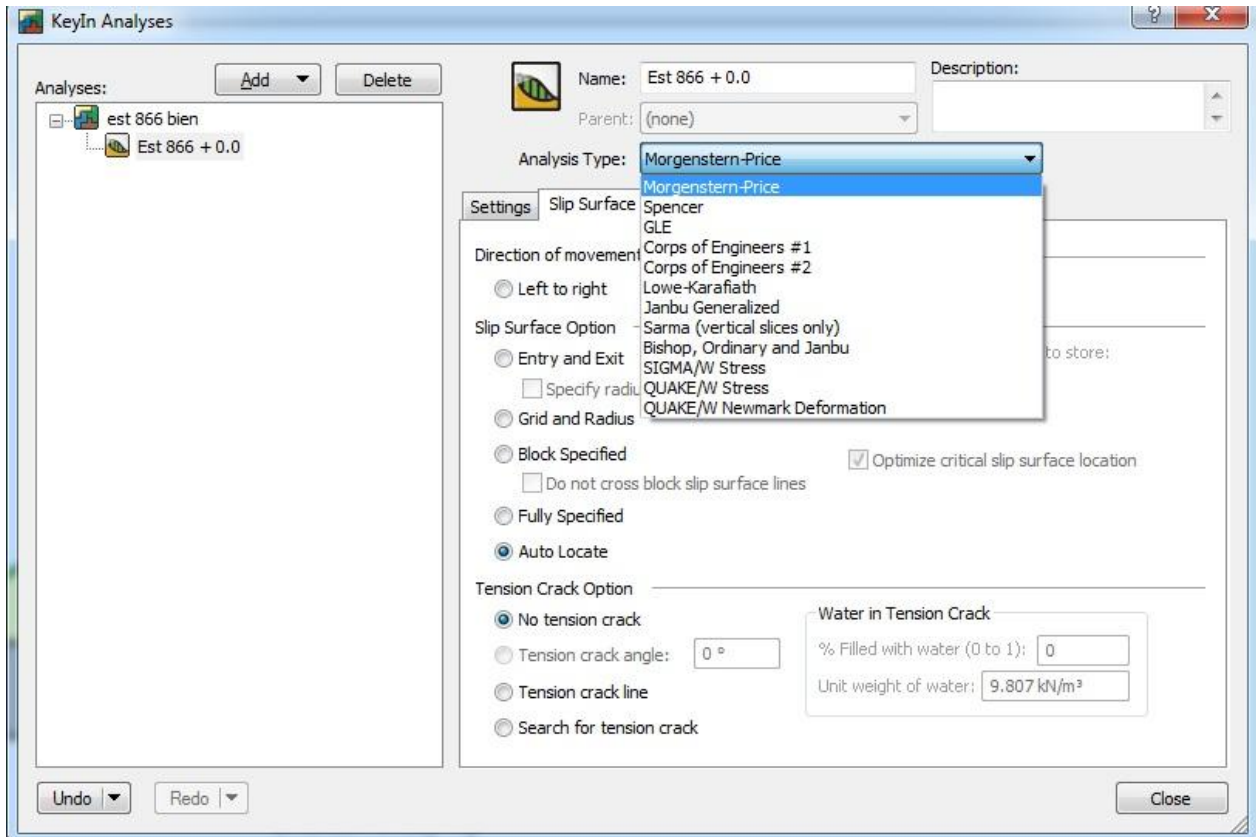 KeyIn Analyses
Analyses:
Add
Delete
est 866 bien
Est 866 + 0.0
Name: Est 866 + 0.0
Description:
Parent: (none)
Analysis Type: Morgenstern-Price
Morgenstern-Price
Spencer
GLE
Corps of Engineers #1
Corps of Engineers #2
Lowe-Karafiath
Janbu Generalized
Sarma (vertical slices only)
Bishop, Ordinary and Janbu
SIGMA/W Stress
QUAKE/W Stress
QUAKE/W Newmark Deformation
Settings
Slip Surface
Direction of movement
Left to right
Slip Surface Option
Entry and Exit
to store:
Specify
Grid and Radius
Block Specified
Optimize critical slip surface location
Do not cross block slip surface lines
Fully Specified
Auto Locate
Tension Crack Option
No tension crack
Water in Tension Crack
Tension crack angle: 0 °
% Filled with water (0 to 1): 0
Tension crack line
Unit weight of water: 9.807 kN/m³
Search for tension crack
Undo
Redo
Close